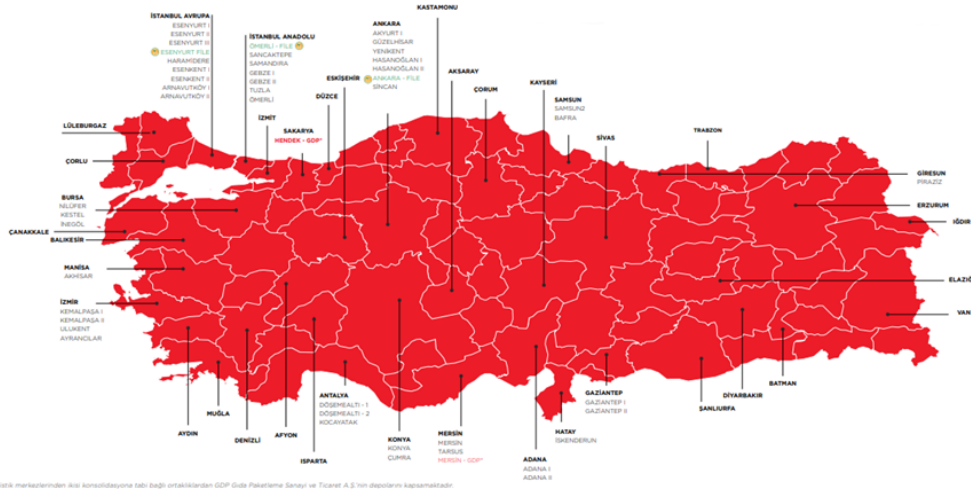 KASTAMONU
İSTANBUL AVRUPA
ESENYURT I
ESENYURT II
ESENYURT III
ESENYURT FILE
HARAMİDERE
ESENKENT I
ESENKENT II
ARNAVUTKÖY I
ARNAVUTKÖY II
İSTANBUL ANADOLU
ÖMERLİ - FİLE
SANCAKTEPE
SAMANDIRA
GEBZE I
GEBZE II
TUZLA
ÖMERLİ
ANKARA
AKYURT I
GÜZELHİSAR
YENİKENT
HASANOĞLAN I
HASANOĞLAN II
ANKARA - FİLE
SİNCAN
ESKİŞEHİR
DÜZCE
İZMİT
SAKARYA
HENDEK - GDP*
AKSARAY
ÇORUM
KAYSERİ
SAMSUN
SAMSUN2
BAFRA
SİVAS
TRABZON
LÜLEBURGAZ
ÇORLU
BURSA
NİLÜFER
KESTEL
İNEGÖL
ÇANAKKALE
BALIKESİR
MANİSA
AKHİSAR
İZMİR
KEMALPAŞA I
KEMALPAŞA II
ULUKENT
AYRANCILAR
GİRESUN
PİRAZİZ
ERZURUM
IĞDIR
ELAZIĞ
VAN
AYDIN
MUĞLA
DENİZLİ
AFYON
ISPARTA
ANTALYA
DÖŞEMEALTI - 1
DÖŞEMEALTI - 2
KOCAYATAK
KONYA
KONYA
ÇUMRA
MERSİN
MERSİN
TARSUS
MERSİN - GDP*
ADANA
ADANA I
ADANA II
HATAY
İSKENDERUN
GAZİANTEP
GAZİANTEP I
GAZİANTEP II
ŞANLIURFA
DİYARBAKIR
BATMAN
istik merkezlerinden ikisi konsolidasyona tabi bağlı ortaklıklardan GDP Gıda Paketleme Sanayi ve Ticaret A.Ş.'nin depolarını kapsamaktadır.